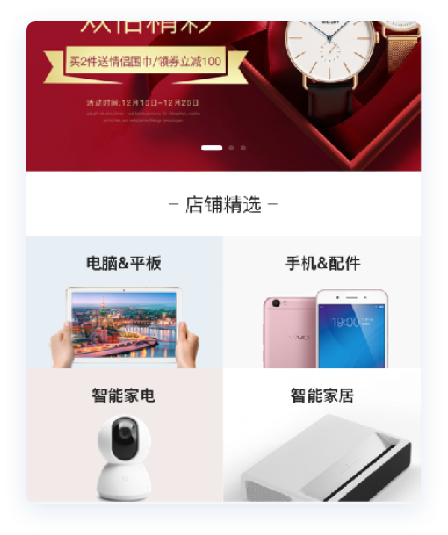 双倍精彩
买2件送情侣围巾/领券立减100
活动时间:12月10日-12月20日
- 店铺精选 -
电脑&平板
手机&配件
19:00
智能家电
智能家居